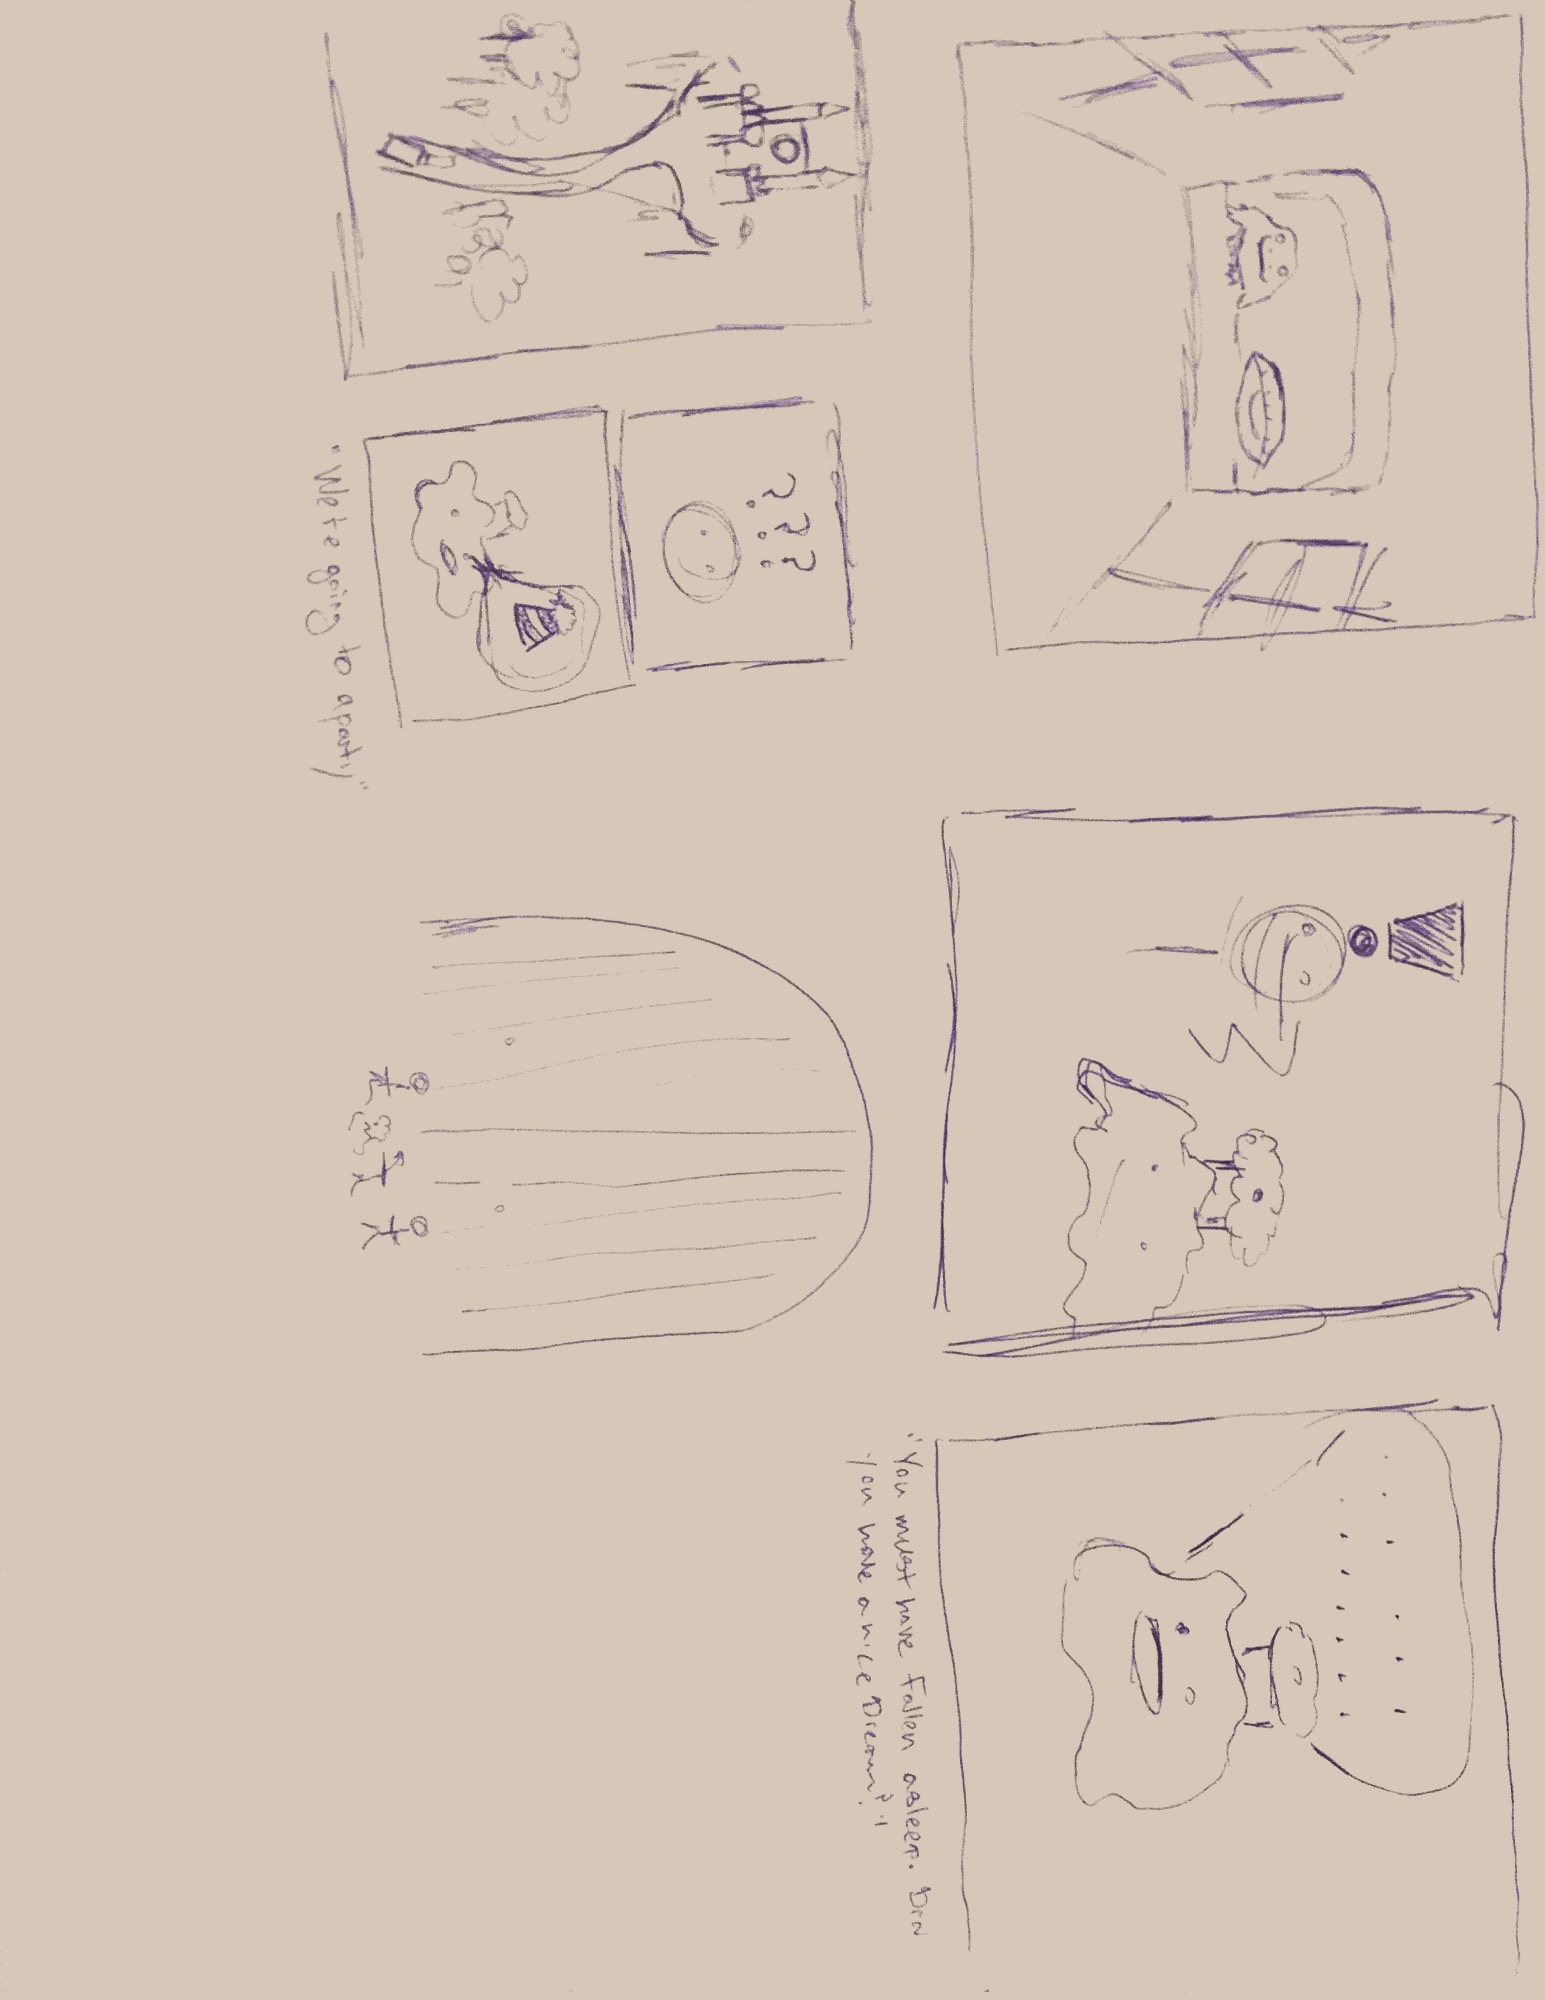 "You must have Fallen asleep. Did
you have a nice Dream?"
? ? ?
"We're going to a party"